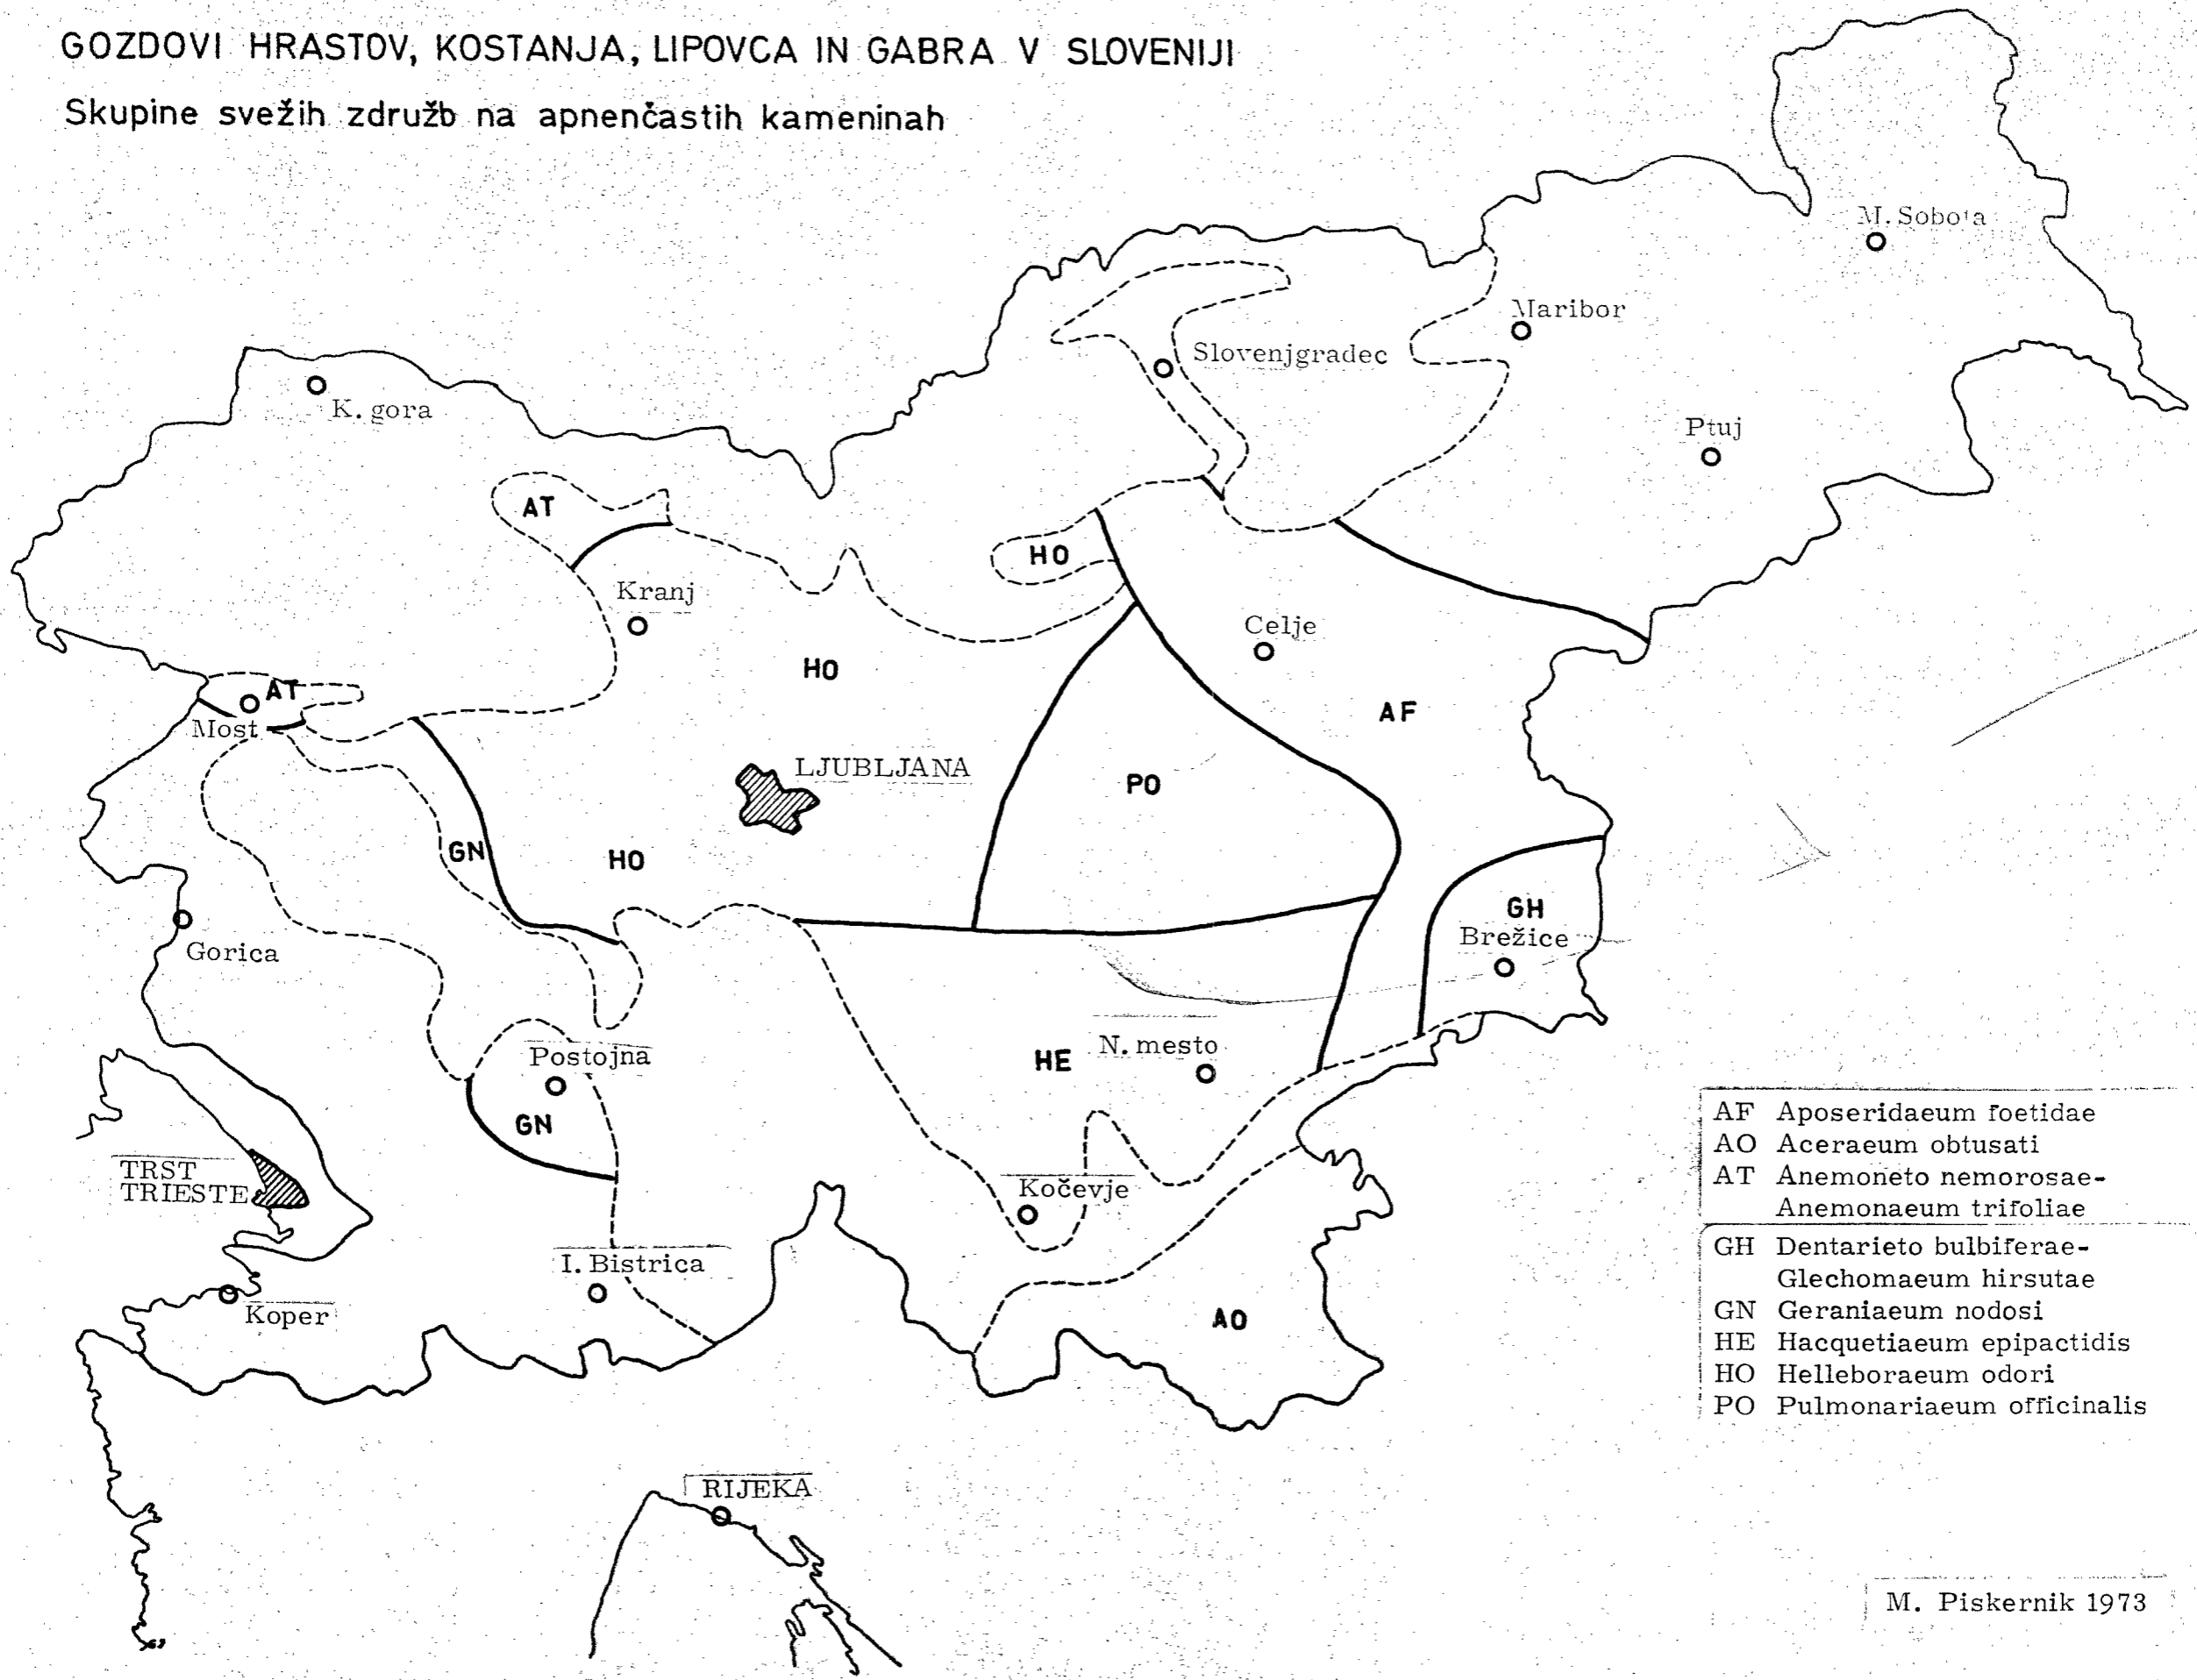 GOZDOVI HRASTOV, KOSTANJA, LIPOVCA IN GABRA V SLOVENIJI
Skupine svežih združb na apnenčastih kameninah
M. Sobota
Maribor
Slovenjgradec
K. gora
Ptuj
AT
HO
Kranj
Celje
HO
AT
AF
Most
LJUBLJANA
PO
GN
HO
GH
Brežice
Gorica
N. mesto
Postojna
HE
GN
TRST
TRIESTE
Kočevje
I. Bistrica
Koper
AO
RIJEKA
AF Aposeridaeum foetidae
AO Aceraeum obtusati
AT Anemoneto nemorosae-
Anemonaeum trifoliae
GH Dentarieto bulbiferae-
Glechomaeum hirsutae
GN Geraniaeum nodosi
HE Hacquetiaeum epipactidis
HO Helleboraeum odori
PO Pulmonariaeum officinalis
M. Piskernik 1973